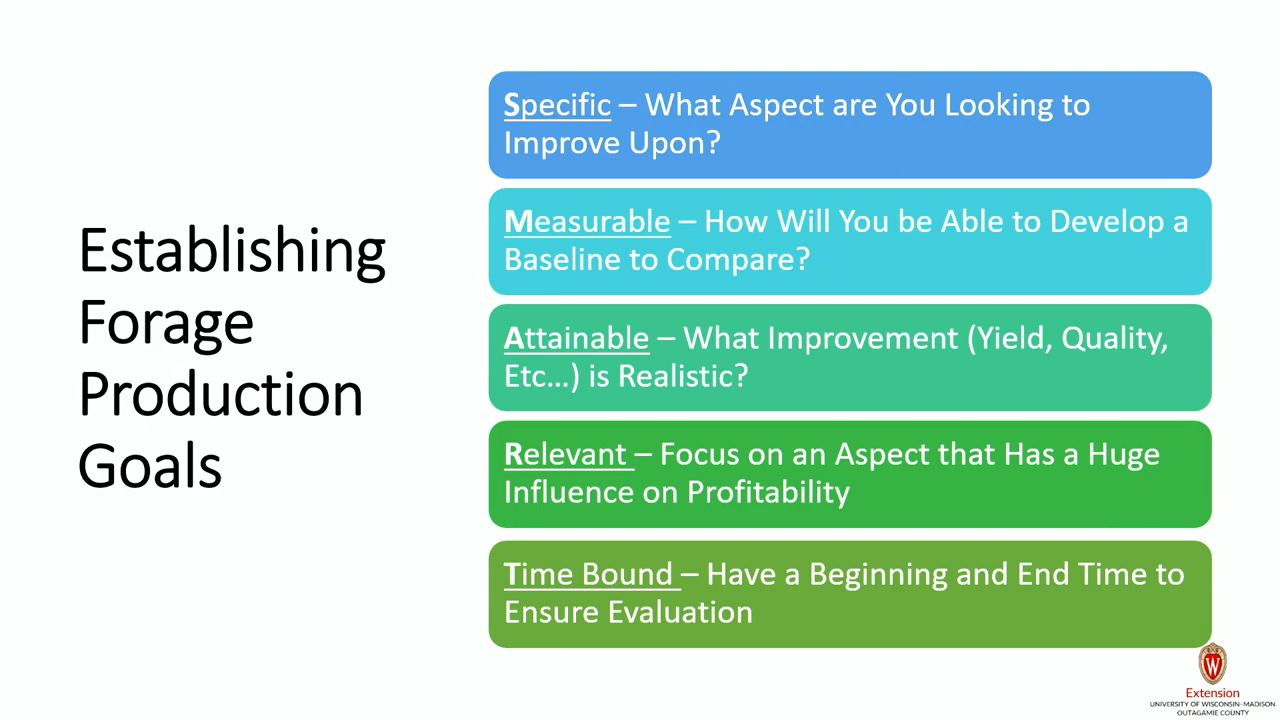 Establishing
Forage
Production
Goals
Specific – What Aspect are You Looking to
Improve Upon?
Measurable – How Will You be Able to Develop a
Baseline to Compare?
Attainable – What Improvement (Yield, Quality,
Etc…) is Realistic?
Relevant – Focus on an Aspect that Has a Huge
Influence on Profitability
Time Bound – Have a Beginning and End Time to
Ensure Evaluation
W
Extension
UNIVERSITY OF WISCONSIN-MADISON
OUTAGAMIE COUNTY